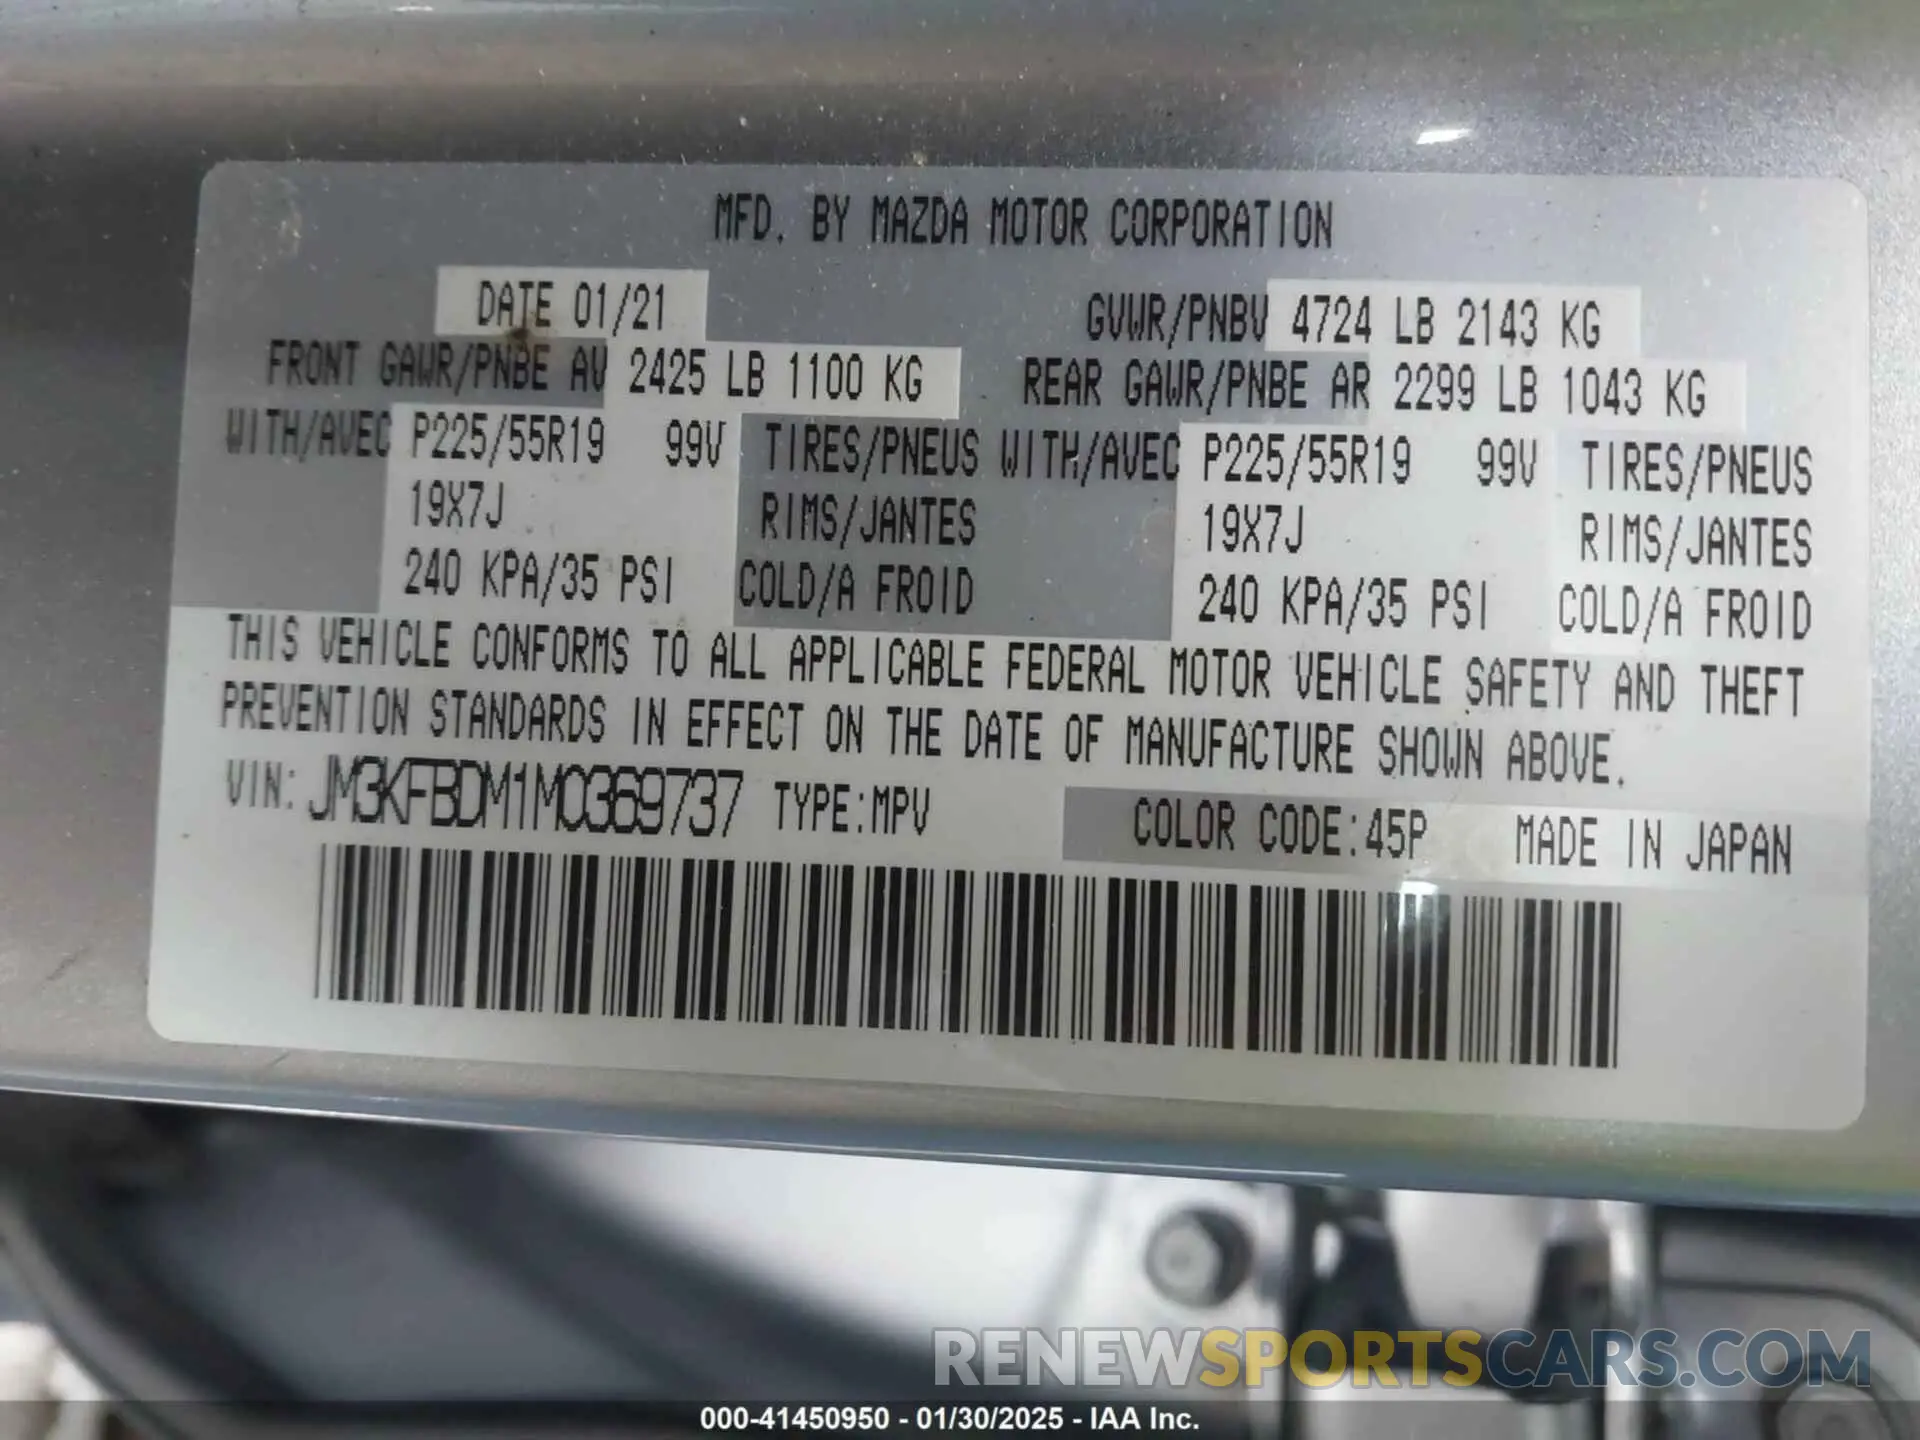 MFD. BY MAZDA MOTOR CORPORATION
DATE 01/21 GVWR/PNBV 4724 LB 2143 KG
FRONT GAWR/PNBE AV 2425 LB 1100 KG REAR GAWR/PNBE AR 2299 LB 1043 KG
WITH/AVEC P225/55R19 99V TIRES/PNEUS WITH/AVEC P225/55R19 99V TIRES/PNEUS
19X7J RIMS/JANTES 19X7J RIMS/JANTES
240 KPA/35 PSI COLD/A FROID 240 KPA/35 PSI COLD/A FROID
THIS VEHICLE CONFORMS TO ALL APPLICABLE FEDERAL MOTOR VEHICLE SAFETY AND THEFT
PREVENTION STANDARDS IN EFFECT ON THE DATE OF MANUFACTURE SHOWN ABOVE.
VIN: JM3KFBDM1M0369737 TYPE:MPV COLOR CODE:45P MADE IN JAPAN
RENEWSPORTSCARS.COM
000-41450950 - 01/30/2025 - IAA Inc.